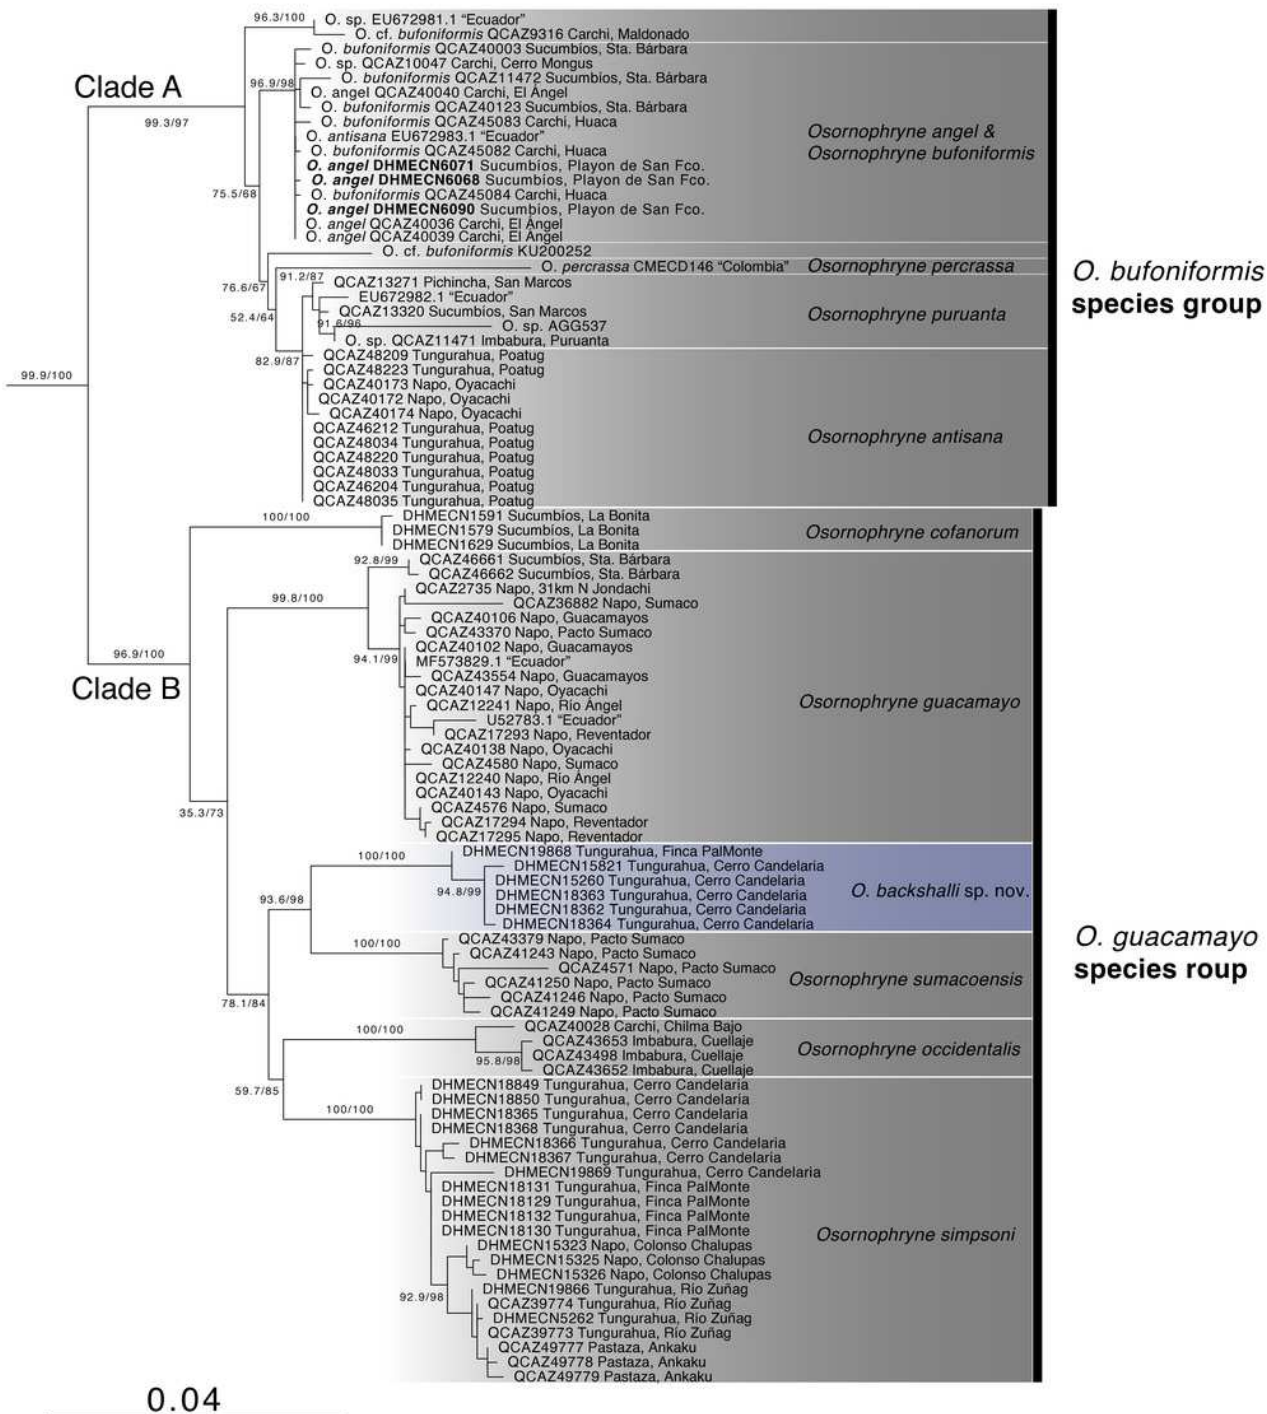 96.3/100
O. sp. EU672981.1 “Ecuador”
O. cf. bufoniformis QCAZ9316 Carchi, Maldonado
O. bufoniformis QCAZ40003 Sucumbíos, Sta. Bárbara
O. sp. QCAZ10047 Carchi, Cerro Mongus
Clade A
96.9/98
O. bufoniformis QCAZ11472 Sucumbíos, Sta. Bárbara
O. angel QCAZ40040 Carchi, El Ángel
O. bufoniformis QCAZ40123 Sucumbíos, Sta. Bárbara
99.3/97
O. bufoniformis QCAZ45083 Carchi, Huaca
O. antisana EU672983.1 “Ecuador”
Osornophryne angel &
O. bufoniformis QCAZ45082 Carchi, Huaca
Osornophryne bufoniformis
O. angel DHMECN6071 Sucumbíos, Playon de San Fco.
O. angel DHMECN6068 Sucumbíos, Playon de San Fco.
75.5/68
O. bufoniformis QCAZ45084 Carchi, Huaca
O. angel DHMECN6090 Sucumbíos, Playon de San Fco.
O. angel QCAZ40036 Carchi, El Ángel
O. angel QCAZ40039 Carchi, El Ángel
O. cf. bufoniformis KU200252
O. percrassa CMECD146 “Colombia”
Osornophryne percrassa
O. bufoniformis
species group
91.2/87
76.6/67
QCAZ13271 Pichincha, San Marcos
EU672982.1 “Ecuador”
52.4/64
QCAZ13320 Sucumbios, San Marcos
Osornophryne puruanta
91.6/96
O. sp. AGG537
O. sp. QCAZ11471 Imbabura, Puruanta
82.9/87
QCAZ48209 Tungurahua, Poatug
QCAZ48223 Tungurahua, Poatug
99.9/100
QCAZ40173 Napo, Oyacachi
QCAZ40172 Napo, Oyacachi
QCAZ40174 Napo, Oyacachi
QCAZ46212 Tungurahua, Poatug
Osornophryne antisana
QCAZ48034 Tungurahua, Poatug
QCAZ48220 Tungurahua, Poatug
QCAZ48033 Tungurahua, Poatug
QCAZ46204 Tungurahua, Poatug
QCAZ48035 Tungurahua, Poatug
100/100
DHMECN1591 Sucumbíos, La Bonita
DHMECN1579 Sucumbíos, La Bonita
Osornophryne cofanorum
DHMECN1629 Sucumbíos, La Bonita
92.8/99
QCAZ46661 Sucumbíos, Sta. Bárbara
QCAZ46662 Sucumbíos, Sta. Bárbara
QCAZ2735 Napo, 31km N Jondachi
99.8/100
QCAZ36882 Napo, Sumaco
QCAZ40106 Napo, Guacamayos
QCAZ43370 Napo, Pacto Sumaco
QCAZ40102 Napo, Guacamayos
96.9/100
94.1/99
MF573829.1 “Ecuador”
QCAZ43554 Napo, Guacamayos
Clade B
QCAZ40147 Napo, Oyacachi
QCAZ12241 Napo, Río Ángel
Osornophryne guacamayo
U52783.1 “Ecuador”
QCAZ17293 Napo, Reventador
QCAZ40138 Napo, Oyacachi
QCAZ4580 Napo, Sumaco
QCAZ12240 Napo, Río Ángel
QCAZ40143 Napo, Oyacachi
QCAZ4576 Napo, Sumaco
35.3/73
QCAZ17294 Napo, Reventador
QCAZ17295 Napo, Reventador
100/100
DHMECN19868 Tungurahua, Finca PalMonte
DHMECN15821 Tungurahua, Cerro Candelaria
DHMECN15260 Tungurahua, Cerro Candelaria
94.8/99
O. backshalli sp. nov.
DHMECN18363 Tungurahua, Cerro Candelaria
93.6/98
DHMECN18362 Tungurahua, Cerro Candelaria
DHMECN18364 Tungurahua, Cerro Candelaria
O. guacamayo
species roup
100/100
QCAZ43379 Napo, Pacto Sumaco
QCAZ41243 Napo, Pacto Sumaco
QCAZ4571 Napo, Pacto Sumaco
QCAZ41250 Napo, Pacto Sumaco
Osornophryne sumacoensis
78.1/84
QCAZ41246 Napo, Pacto Sumaco
QCAZ41249 Napo, Pacto Sumaco
100/100
QCAZ40028 Carchi, Chilma Bajo
QCAZ43653 Imbabura, Cuellaje
Osornophryne occidentalis
95.8/98
QCAZ43498 Imbabura, Cuellaje
QCAZ43652 Imbabura, Cuellaje
59.7/85
DHMECN18849 Tungurahua, Cerro Candelaria
DHMECN18850 Tungurahua, Cerro Candelaria
100/100
DHMECN18365 Tungurahua, Cerro Candelaria
DHMECN18368 Tungurahua, Cerro Candelaria
DHMECN18366 Tungurahua, Cerro Candelaria
DHMECN18367 Tungurahua, Cerro Candelaria
DHMECN19869 Tungurahua, Cerro Candelaria
DHMECN18131 Tungurahua, Finca PalMonte
DHMECN18129 Tungurahua, Finca PalMonte
DHMECN18132 Tungurahua, Finca PalMonte
DHMECN18130 Tungurahua, Finca PalMonte
Osornophryne simpsoni
DHMECN15323 Napo, Colonso Chalupas
DHMECN15325 Napo, Colonso Chalupas
DHMECN15326 Napo, Colonso Chalupas
92.9/98
DHMECN19866 Tungurahua, Río Zuñag
QCAZ39774 Tungurahua, Río Zuñag
DHMECN5262 Tungurahua, Río Zuñag
QCAZ39773 Tungurahua, Río Zuñag
QCAZ49777 Pastaza, Ankaku
QCAZ49778 Pastaza, Ankaku
QCAZ49779 Pastaza, Ankaku
0.04